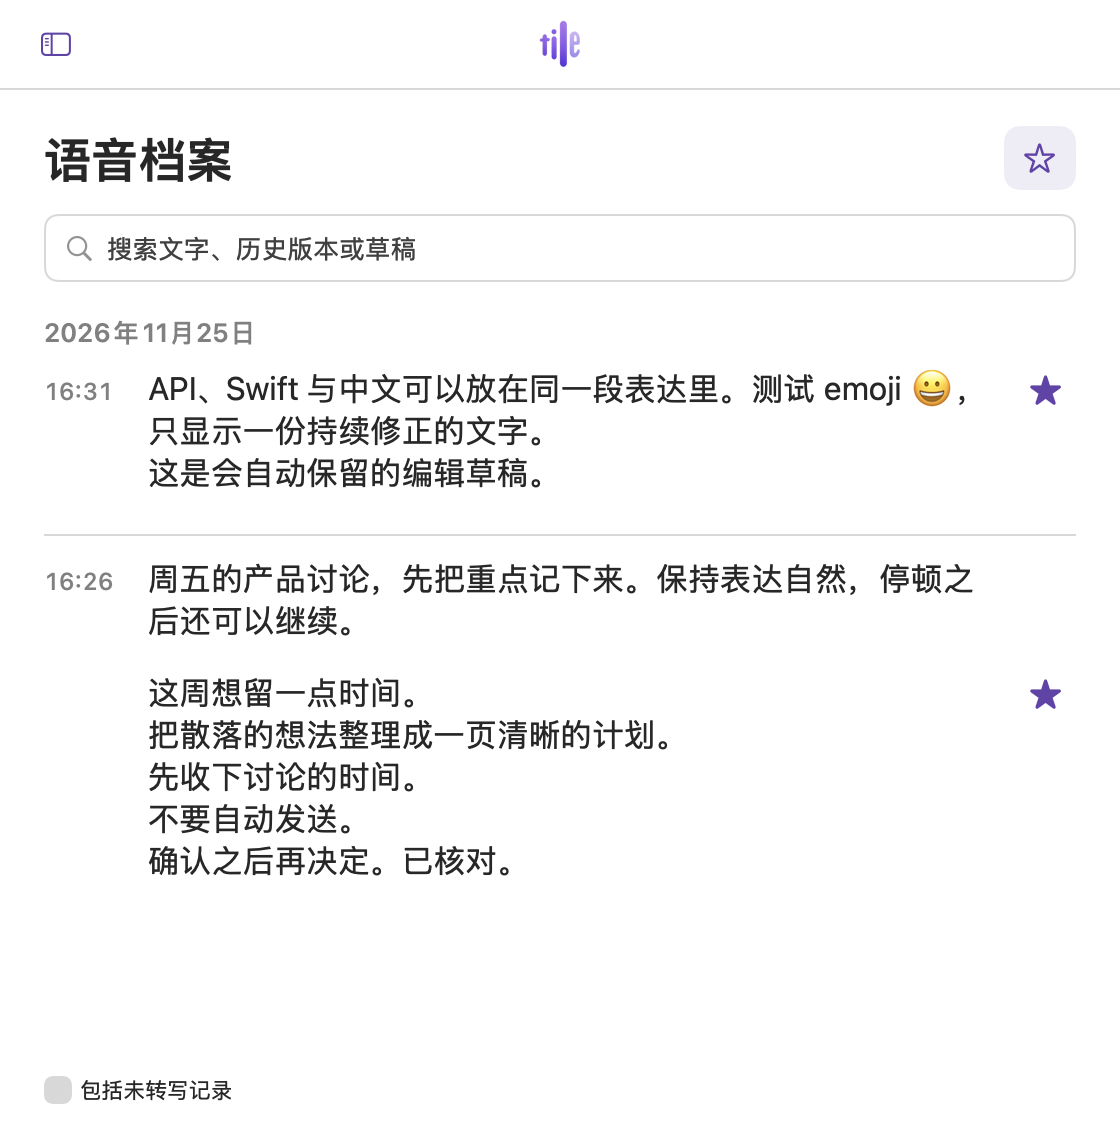 tile
语音档案
搜索文字、历史版本或草稿
2026年11月25日
16:31
API、Swift 与中文可以放在同一段表达里。测试 emoji 😀，
只显示一份持续修正的文字。
这是会自动保留的编辑草稿。
16:26
周五的产品讨论，先把重点记下来。保持表达自然，停顿之
后还可以继续。
这周想留一点时间。
把散落的想法整理成一页清晰的计划。
先收下讨论的时间。
不要自动发送。
确认之后再决定。已核对。
包括未转写记录